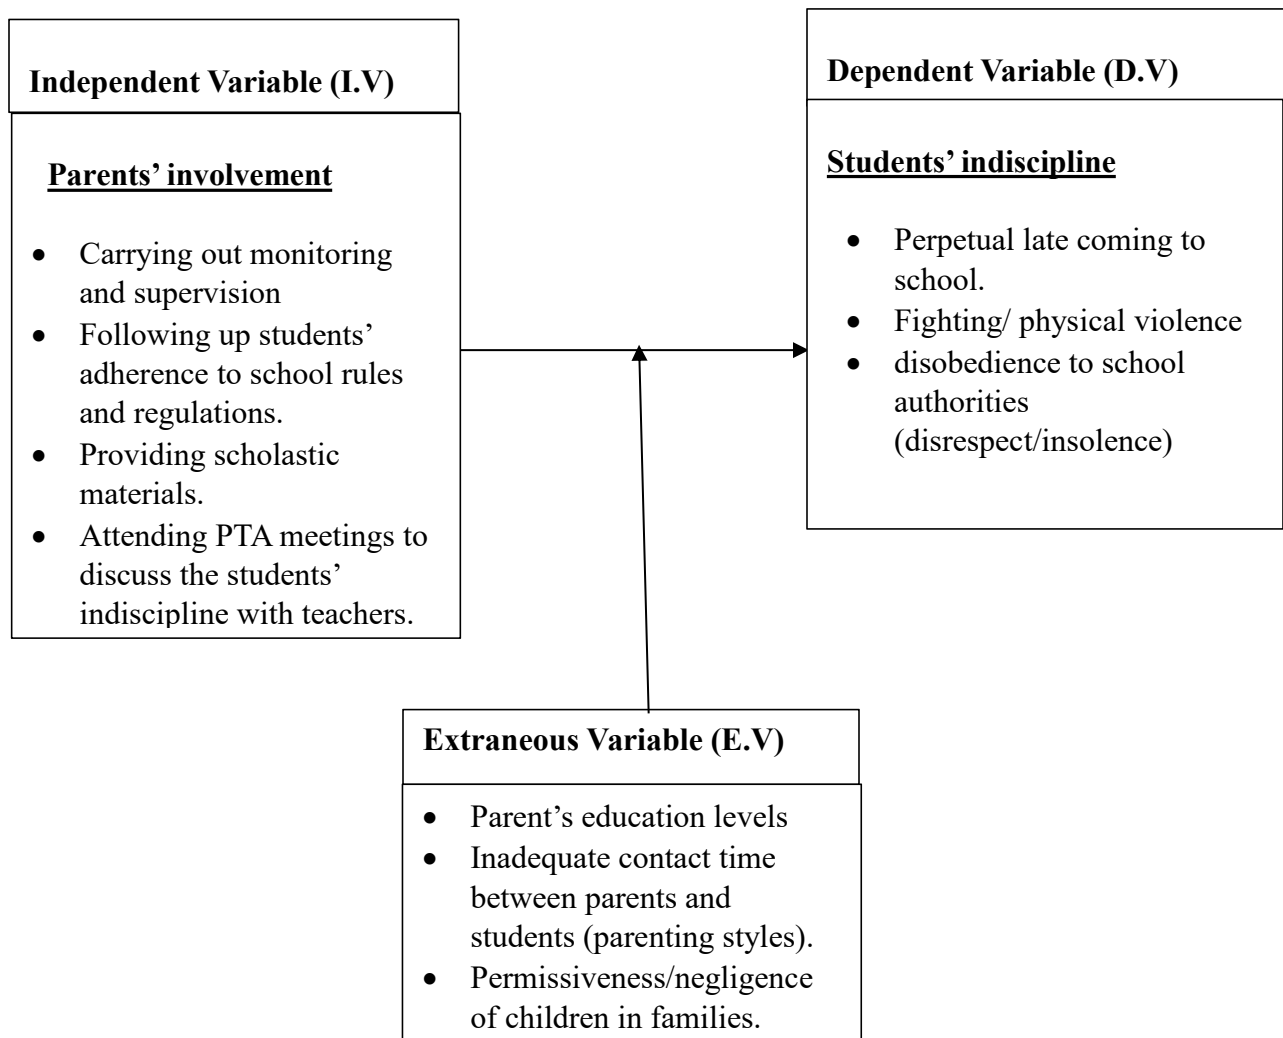 Independent Variable (I.V)
Parents’ involvement
• Carrying out monitoring
and supervision
• Following up students’
adherence to school rules
and regulations.
• Providing scholastic
materials.
• Attending PTA meetings to
discuss the students’
indiscipline with teachers.
Dependent Variable (D.V)
Students’ indiscipline
• Perpetual late coming to
school.
• Fighting/ physical violence
• disobedience to school
authorities
(disrespect/insolence)
Extraneous Variable (E.V)
• Parent’s education levels
• Inadequate contact time
between parents and
students (parenting styles).
• Permissiveness/negligence
of children in families.